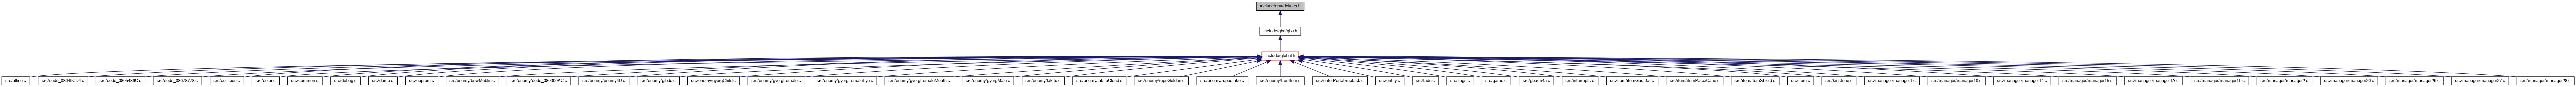 include/gba/defines.h
include/gba/gba.h
include/global.h
src/affine.c
src/code_08049CD4.c
src/code_0805436C.c
src/code_08078778.c
src/collision.c
src/color.c
src/common.c
src/debug.c
src/demo.c
src/eeprom.c
src/enemy/bowMoblin.c
src/enemy/code_080300AC.c
src/enemy/enemy4D.c
src/enemy/gibdo.c
src/enemy/gyorgChild.c
src/enemy/gyorgFemale.c
src/enemy/gyorgFemaleEye.c
src/enemy/gyorgFemaleMouth.c
src/enemy/gyorgMale.c
src/enemy/lakitu.c
src/enemy/lakituCloud.c
src/enemy/ropeGolden.c
src/enemy/rupeeLike.c
src/enemy/treeItem.c
src/enterPortalSubtask.c
src/entity.c
src/fade.c
src/flags.c
src/game.c
src/gba/m4a.c
src/interrupts.c
src/item/itemGustJar.c
src/item/itemPacciCane.c
src/item/itemShield.c
src/item.c
src/kinstone.c
src/manager/manager1.c
src/manager/manager10.c
src/manager/manager14.c
src/manager/manager15.c
src/manager/manager1A.c
src/manager/manager1E.c
src/manager/manager2.c
src/manager/manager20.c
src/manager/manager26.c
src/manager/manager27.c
src/manager/manager28.c